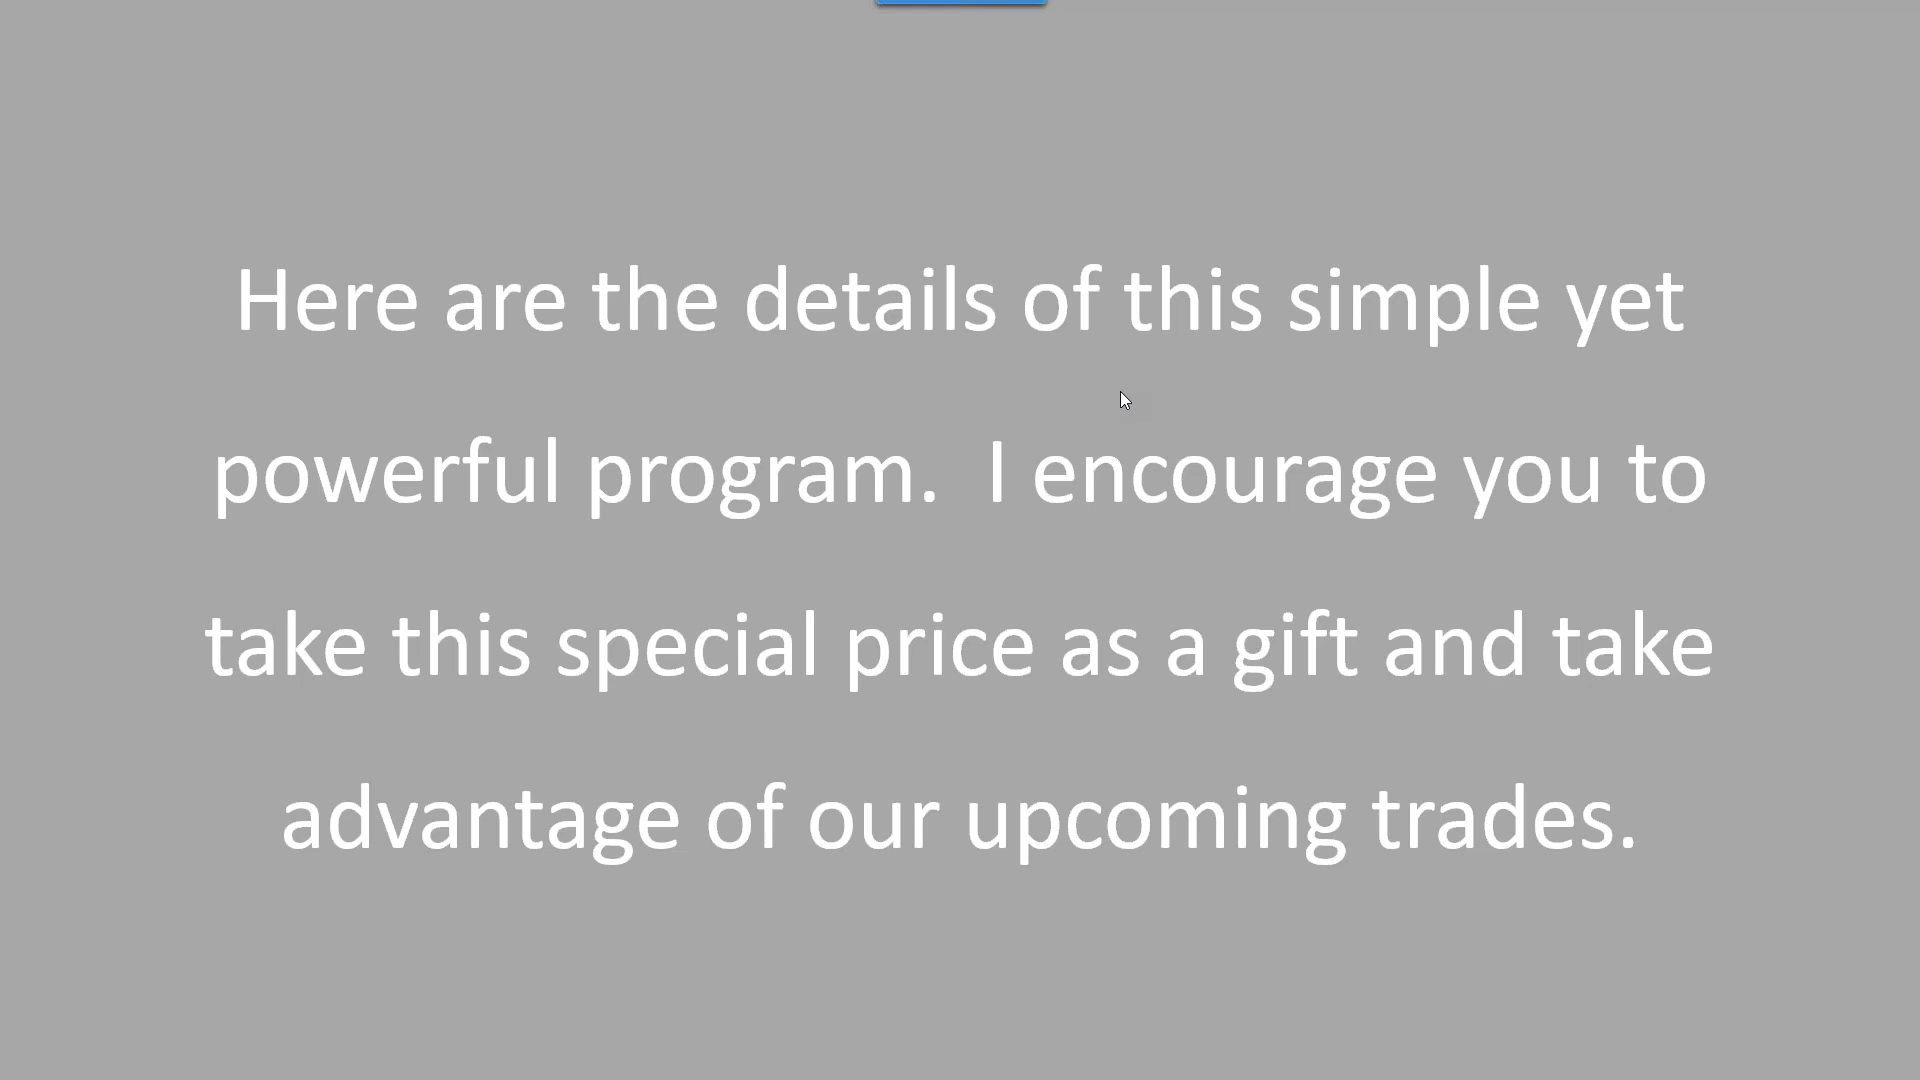 Here are the details of this simple yet
powerful program.  I encourage you to
take this special price as a gift and take
advantage of our upcoming trades.